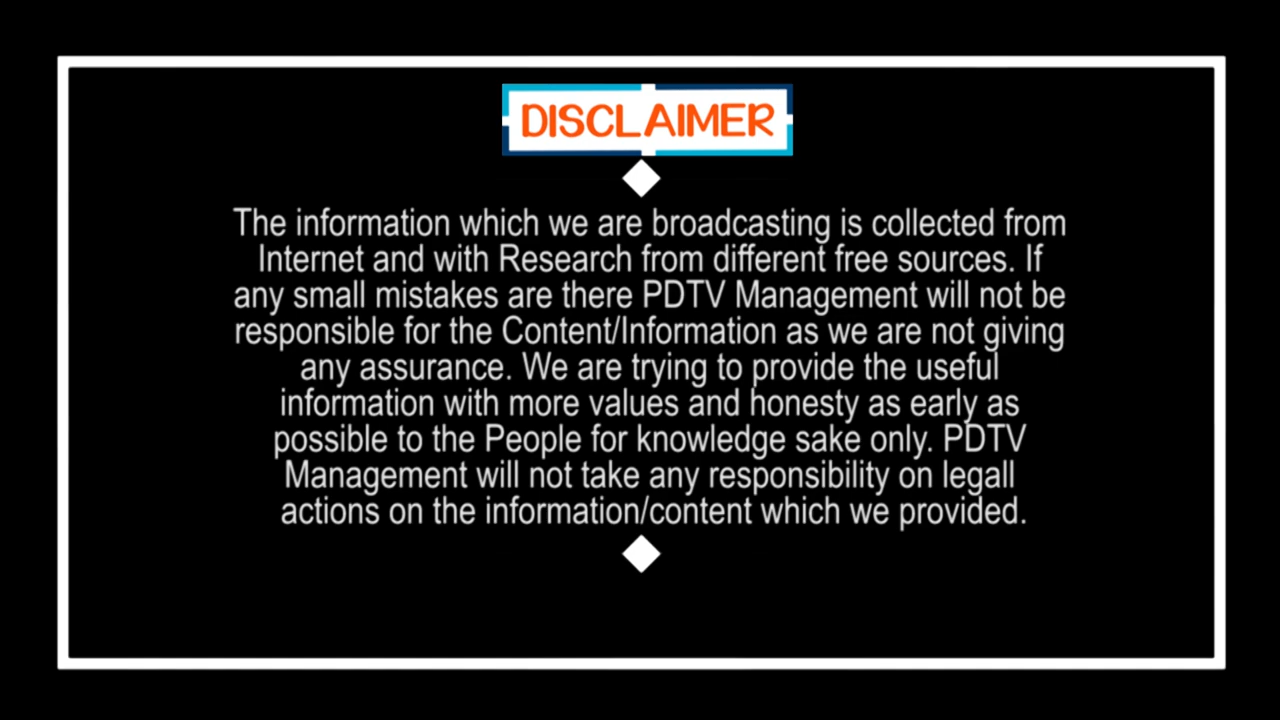 DISCLAIMER
The information which we are broadcasting is collected from
Internet and with Research from different free sources. If
any small mistakes are there PDTV Management will not be
responsible for the Content/Information as we are not giving
any assurance. We are trying to provide the useful
information with more values and honesty as early as
possible to the People for knowledge sake only. PDTV
Management will not take any responsibility on legall
actions on the information/content which we provided.